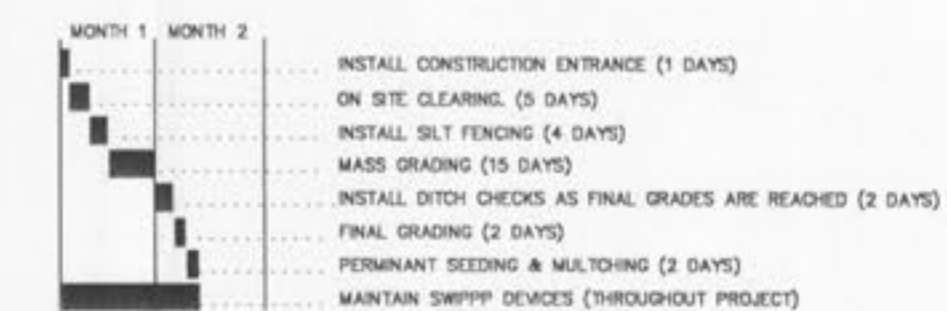 MONTH 1 MONTH 2
INSTALL CONSTRUCTION ENTRANCE (1 DAYS)
ON SITE CLEARING. (5 DAYS)
INSTALL SILT FENCING (4 DAYS)
MASS GRADING (15 DAYS)
INSTALL DITCH CHECKS AS FINAL GRADES ARE REACHED (2 DAYS)
FINAL GRADING (2 DAYS)
PERMINANT SEEDING & MULTCHING (2 DAYS)
MAINTAIN SWIPPP DEVICES (THROUGHOUT PROJECT)